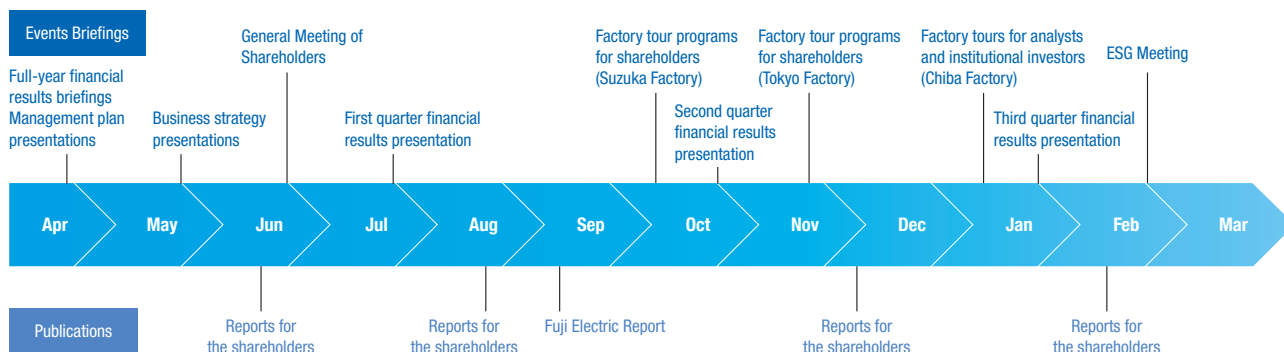 Events Briefings
Full-year financial
results briefings
Management plan
presentations
Business strategy
presentations
General Meeting of
Shareholders
First quarter financial
results presentation
Factory tour programs
for shareholders
(Suzuka Factory)
Second quarter
financial results
presentation
Factory tour programs
for shareholders
(Tokyo Factory)
Factory tours for analysts
and institutional investors
(Chiba Factory)
Third quarter financial
results presentation
ESG Meeting
Apr
May
Jun
Jul
Aug
Sep
Oct
Nov
Dec
Jan
Feb
Mar
Publications
Reports for
the shareholders
Reports for
the shareholders
Fuji Electric Report
Reports for
the shareholders
Reports for
the shareholders